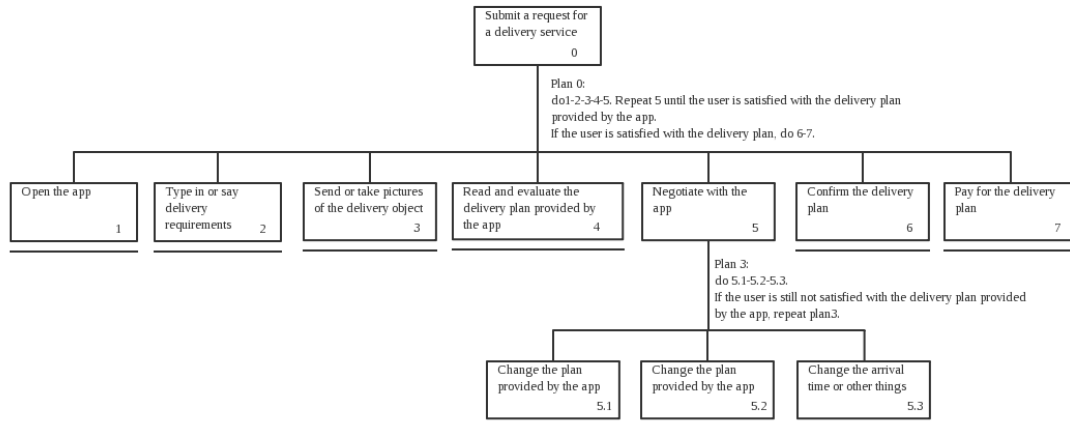 Submit a request for
a delivery service
0
Plan 0:
do1-2-3-4-5. Repeat 5 until the user is satisfied with the delivery plan
provided by the app.
If the user is satisfied with the delivery plan, do 6-7.
Open the app
1
Type in or say
delivery
requirements
2
Send or take pictures
of the delivery object
3
Read and evaluate the
delivery plan provided by
the app
4
Negotiate with the
app
5
Confirm the delivery
plan
6
Pay for the delivery
plan
7
Plan 3:
do 5.1-5.2-5.3.
If the user is still not satisfied with the delivery plan provided
by the app, repeat plan3.
Change the plan
provided by the app
5.1
Change the plan
provided by the app
5.2
Change the arrival
time or other things
5.3